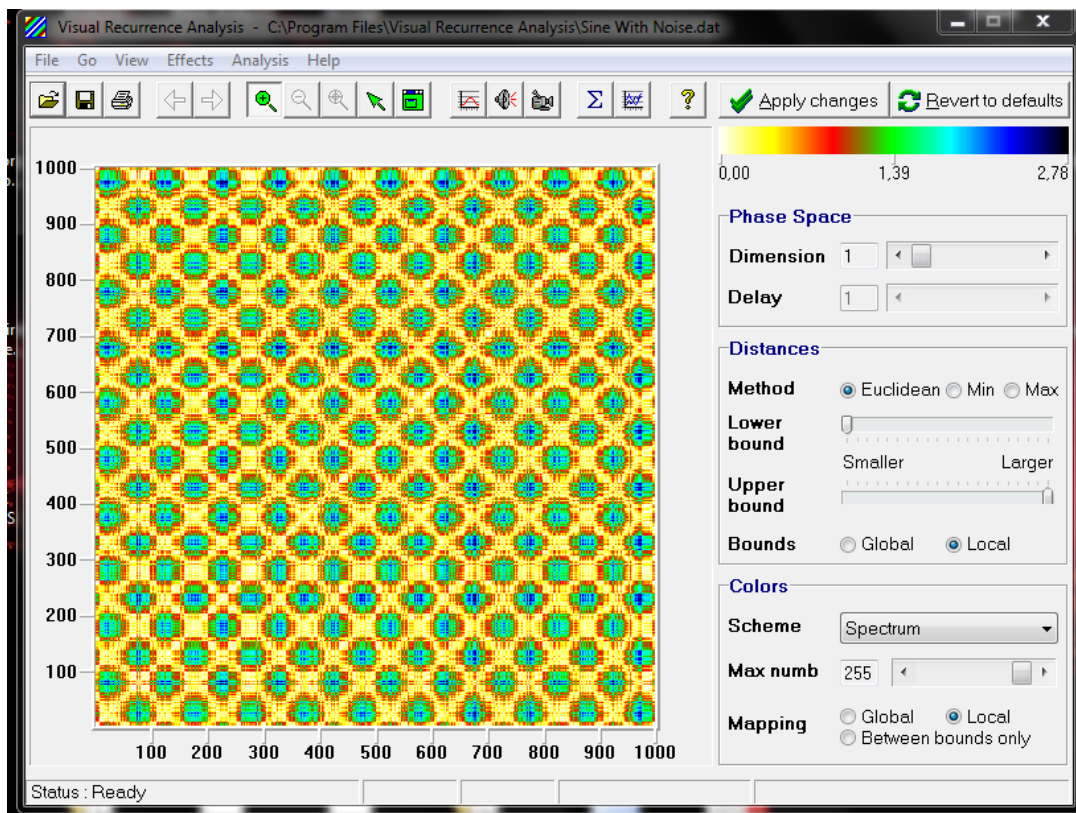 Visual Recurrence Analysis - C:\Program Files\Visual Recurrence Analysis\Sine With Noise.dat
File Go View Effects Analysis Help
Apply changes Revert to defaults
0,00 1,39 2,78
1000
900
800
700
600
500
400
300
200
100
100 200 300 400 500 600 700 800 900 1000
Phase Space
Dimension 1
Delay 1
Distances
Method Euclidean Min Max
Lower
bound
Smaller Larger
Upper
bound
Bounds Global Local
Colors
Scheme Spectrum
Max numb 255
Mapping Global Local
Between bounds only
Status : Ready